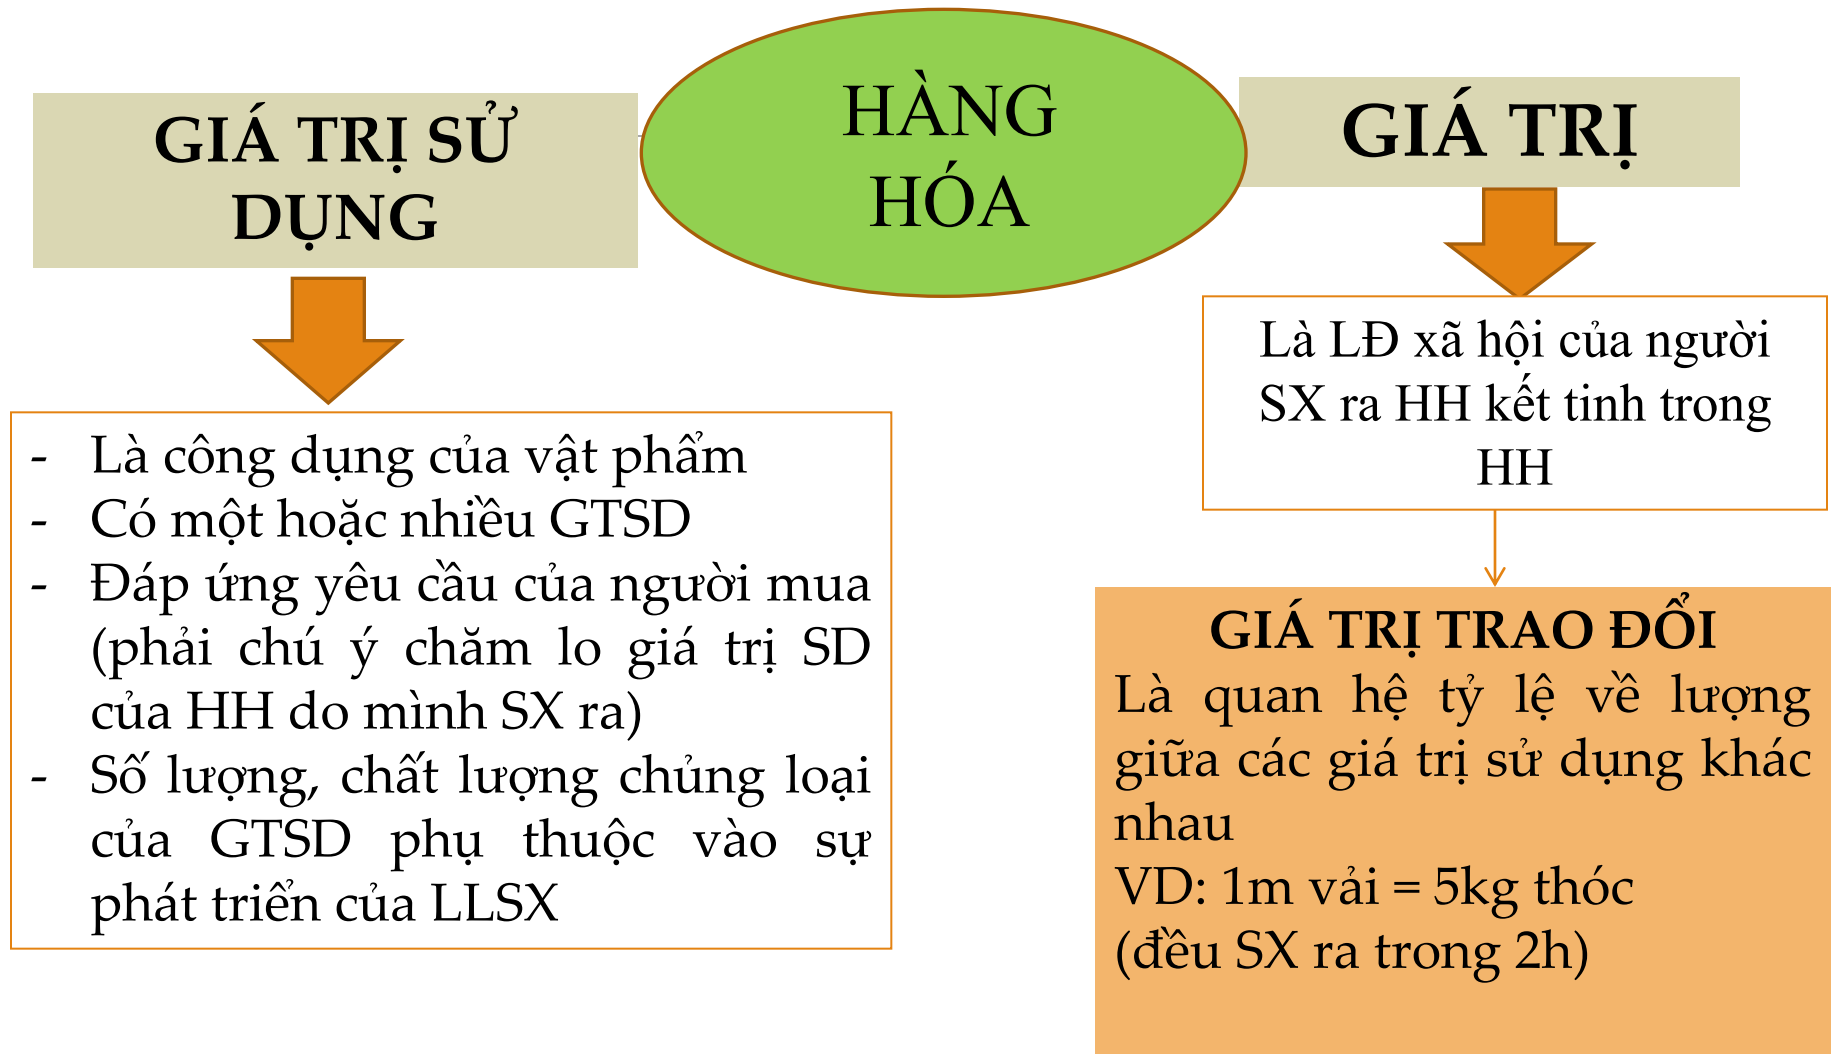 HÀNG
HÓA
GIÁ TRỊ SỬ
DỤNG
- Là công dụng của vật phẩm
- Có một hoặc nhiều GTSD
- Đáp ứng yêu cầu của người mua
(phải chú ý chăm lo giá trị SD
của HH do mình SX ra)
- Số lượng, chất lượng chủng loại
của GTSD phụ thuộc vào sự
phát triển của LLSX
GIÁ TRỊ
Là LĐ xã hội của người
SX ra HH kết tinh trong
HH
GIÁ TRỊ TRAO ĐỔI
Là quan hệ tỷ lệ về lượng
giữa các giá trị sử dụng khác
nhau
VD: 1m vải = 5kg thóc
(đều SX ra trong 2h)